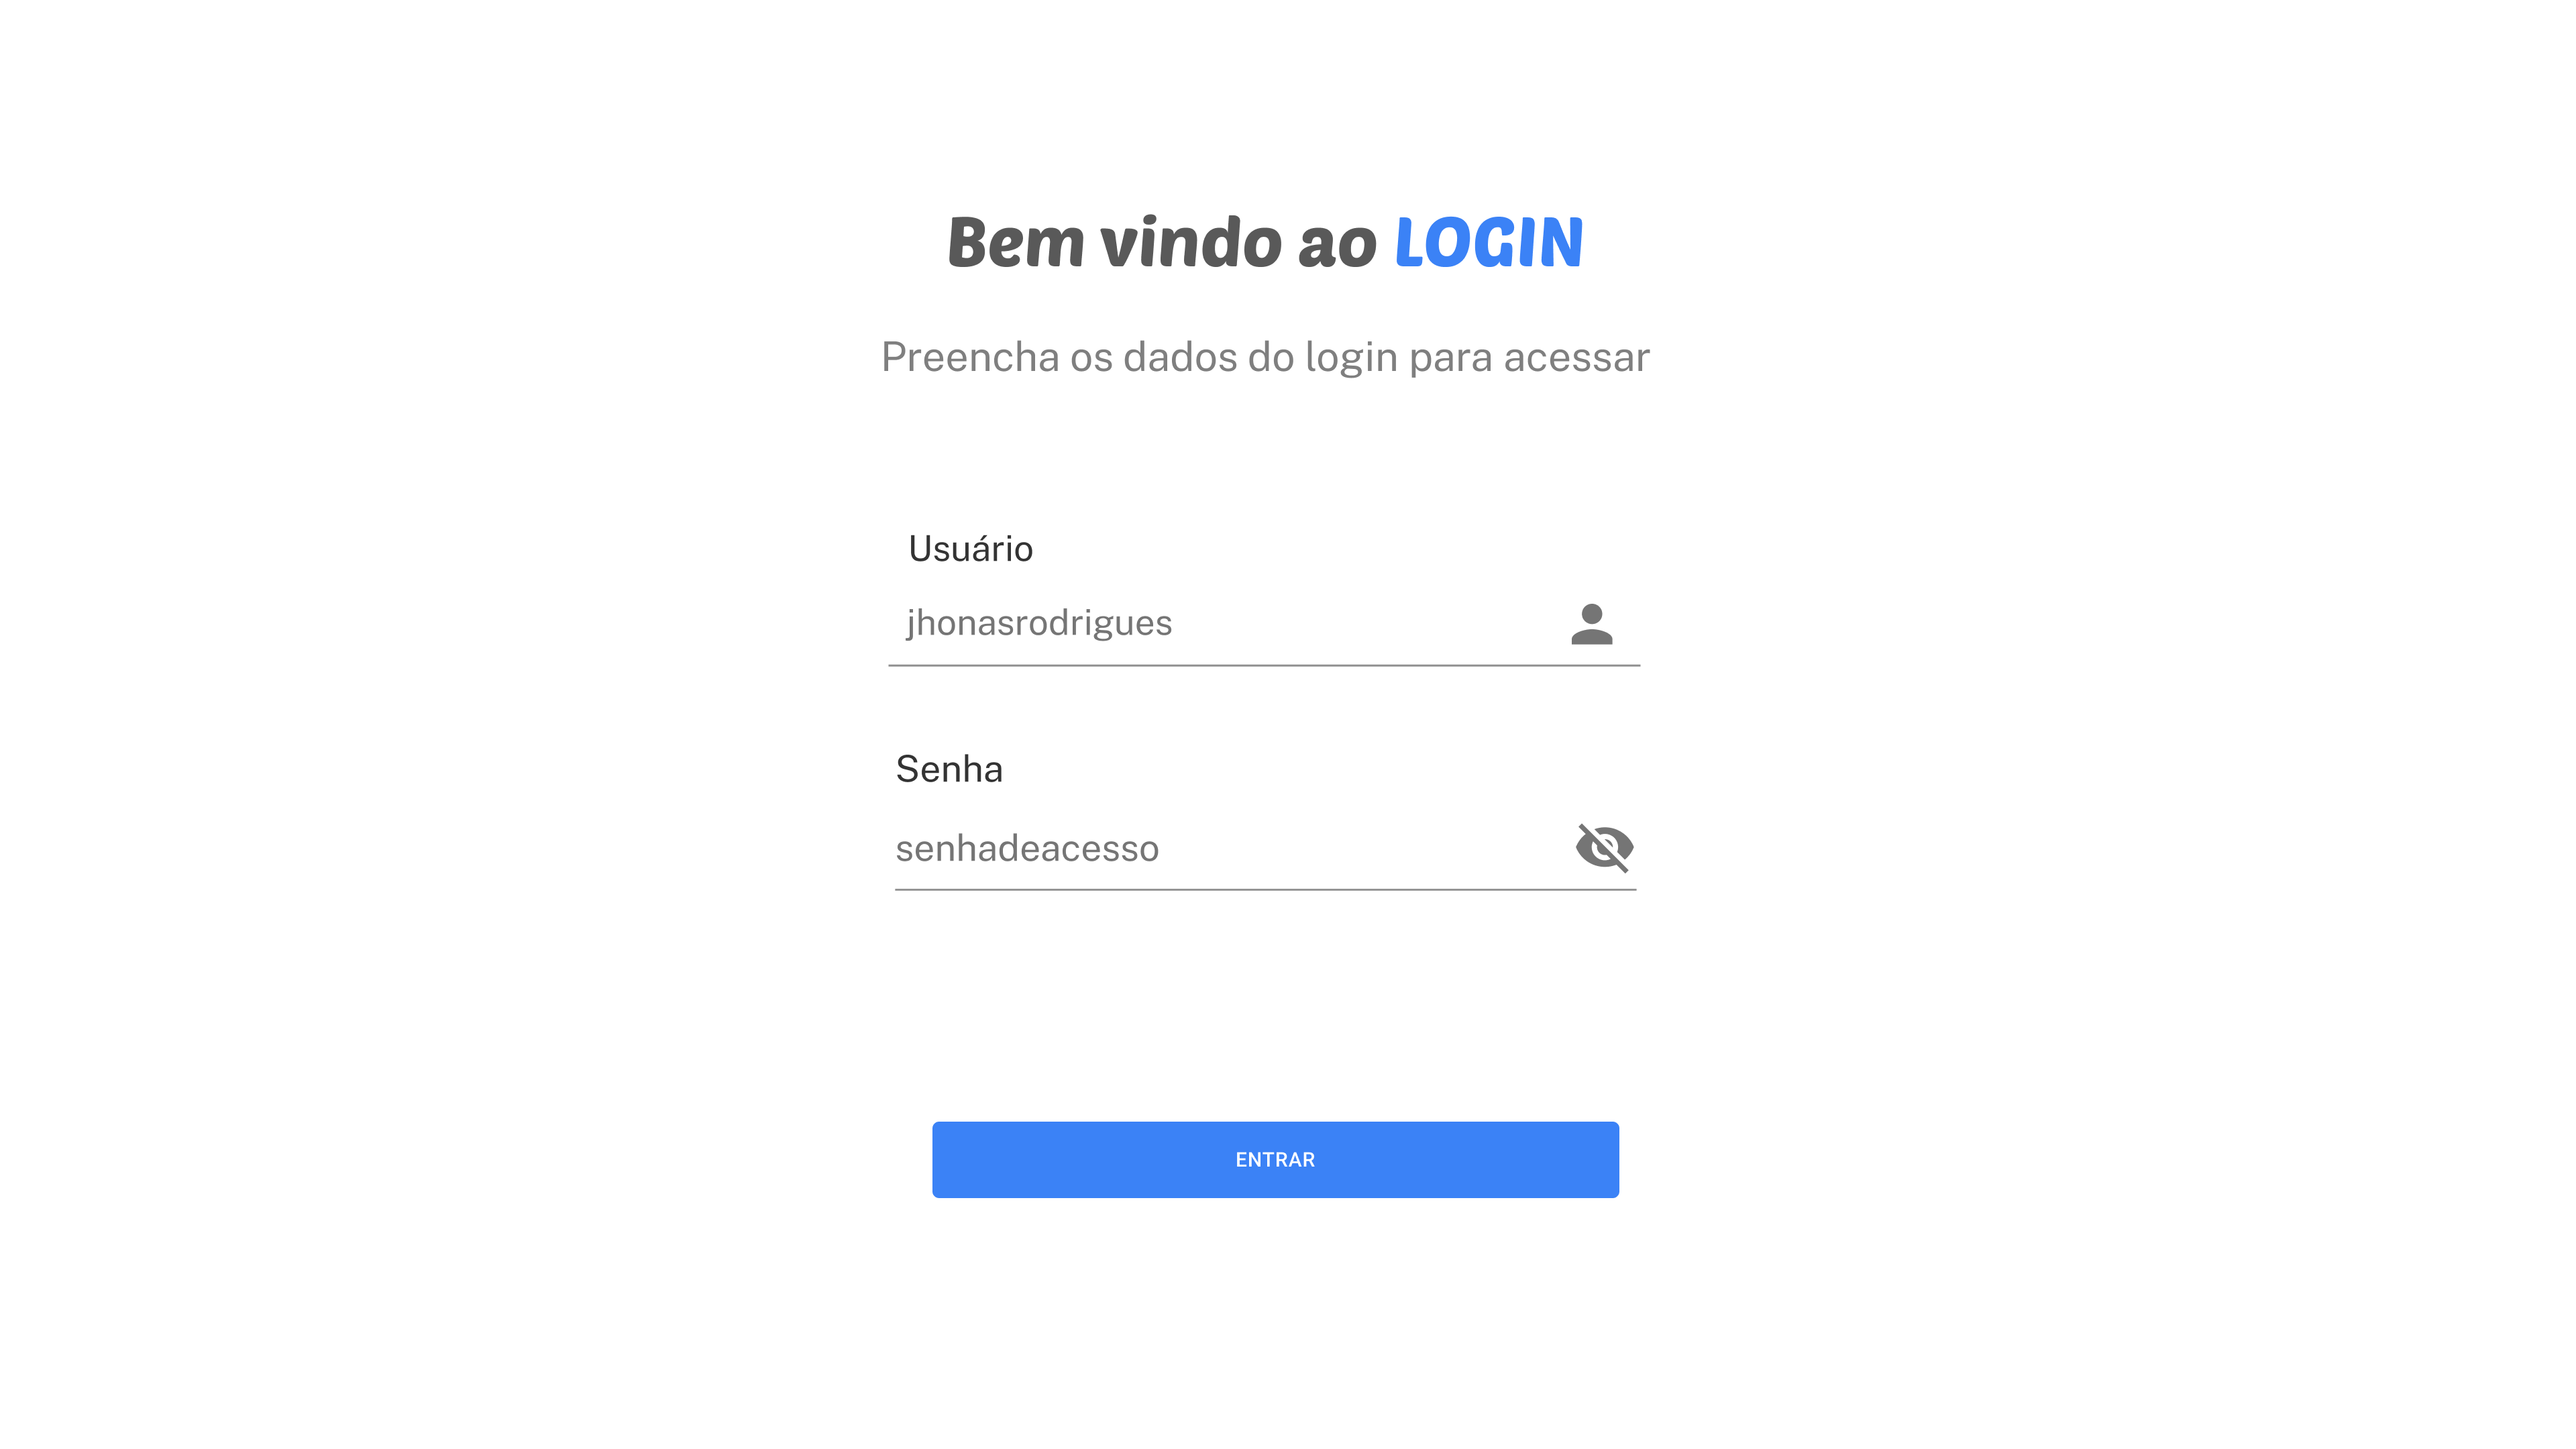 Bem vindo ao LOGIN
Preencha os dados do login para acessar
Usuário
jhonasrodrigues
Senha
senhadeacesso
ENTRAR